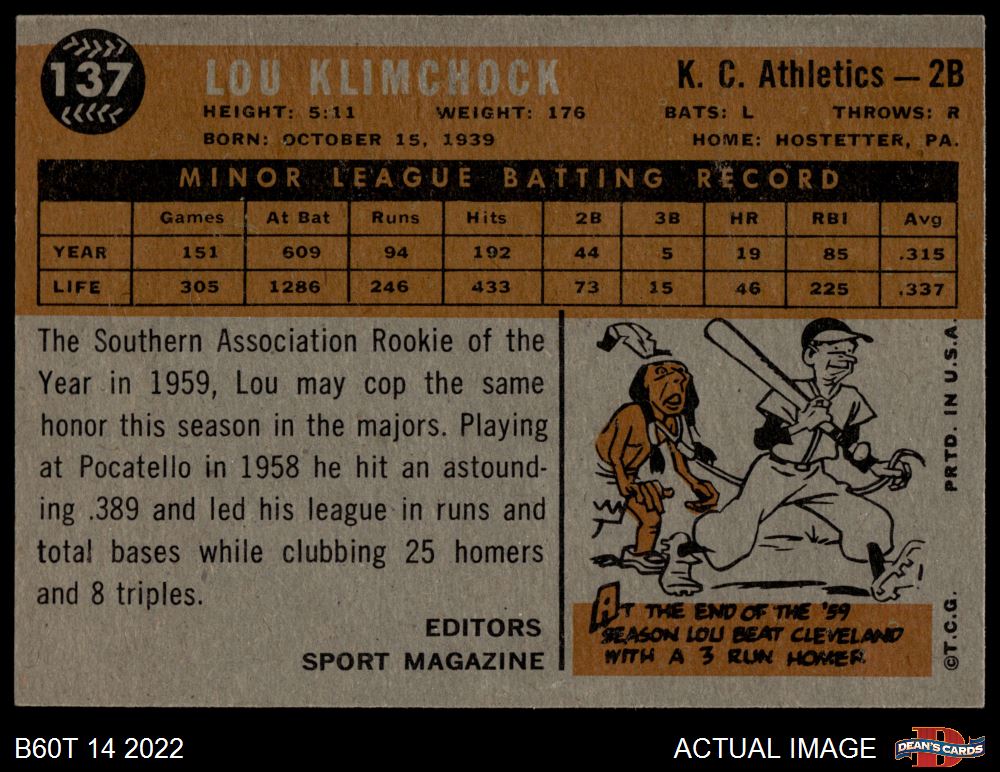 137
LOU KLIMCHOCK
K. C. Athletics — 2B
HEIGHT: 5:11 WEIGHT: 176 BATS: L THROWS: R
BORN: OCTOBER 15, 1939 HOME: HOSTETTER, PA.
MINOR LEAGUE BATTING RECORD
Games At Bat Runs Hits 2B 3B HR RBI Avg
YEAR 151 609 94 192 44 5 19 85 .315
LIFE 305 1286 246 433 73 15 46 225 .337
The Southern Association Rookie of the
Year in 1959, Lou may cop the same
honor this season in the majors. Playing
at Pocatello in 1958 he hit an astound-
ing .389 and led his league in runs and
total bases while clubbing 25 homers
and 8 triples.
EDITORS
SPORT MAGAZINE
AT THE END OF THE '59
SEASON LOU BEAT CLEVELAND
WITH A 3 RUN HOMER.
©T.C.G. PRTD. IN U.S.A.
B60T 14 2022
ACTUAL IMAGE
DEAN'S CARDS